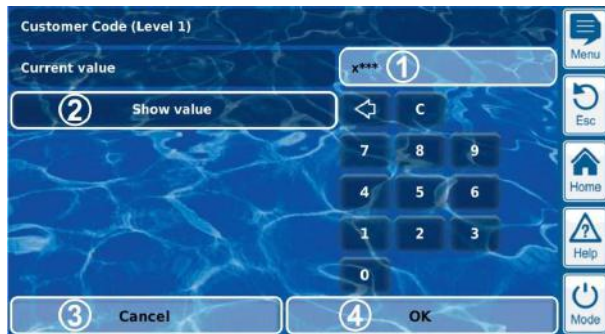 Customer Code (Level 1)
Current value
x*** 1
2 Show value
C
7 8 9
4 5 6
1 2 3
0
3 Cancel
4 OK
Menu
Esc
Home
? Help
Mode